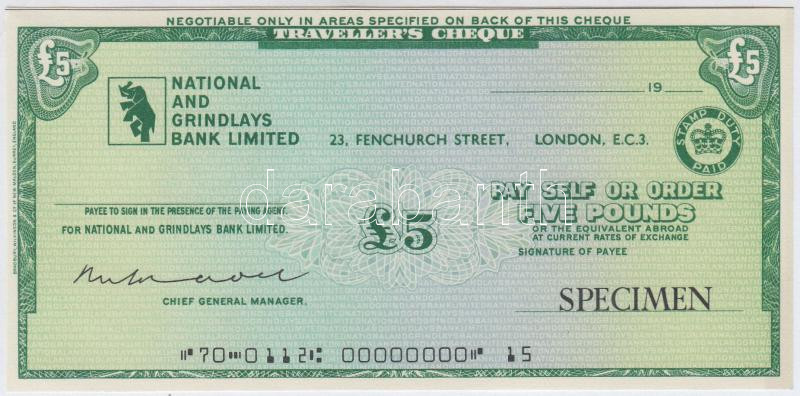 NEGOTIABLE ONLY IN AREAS SPECIFIED ON BACK OF THIS CHEQUE
TRAVELLER'S CHEQUE
£5
£5
NATIONAL
AND
GRINDLAYS
BANK LIMITED
19
23, FENCHURCH STREET, LONDON, E.C.3.
STAMP DUTY
PAID
darabanth
PAY SELF OR ORDER
FIVE POUNDS
OR THE EQUIVALENT ABROAD
AT CURRENT RATES OF EXCHANGE
SIGNATURE OF PAYEE
£5
PAYEE TO SIGN IN THE PRESENCE OF THE PAYING AGENT.
FOR NATIONAL AND GRINDLAYS BANK LIMITED.
CHIEF GENERAL MANAGER.
SPECIMEN
⑈70⑉0112⑆ 00000000⑈ 15